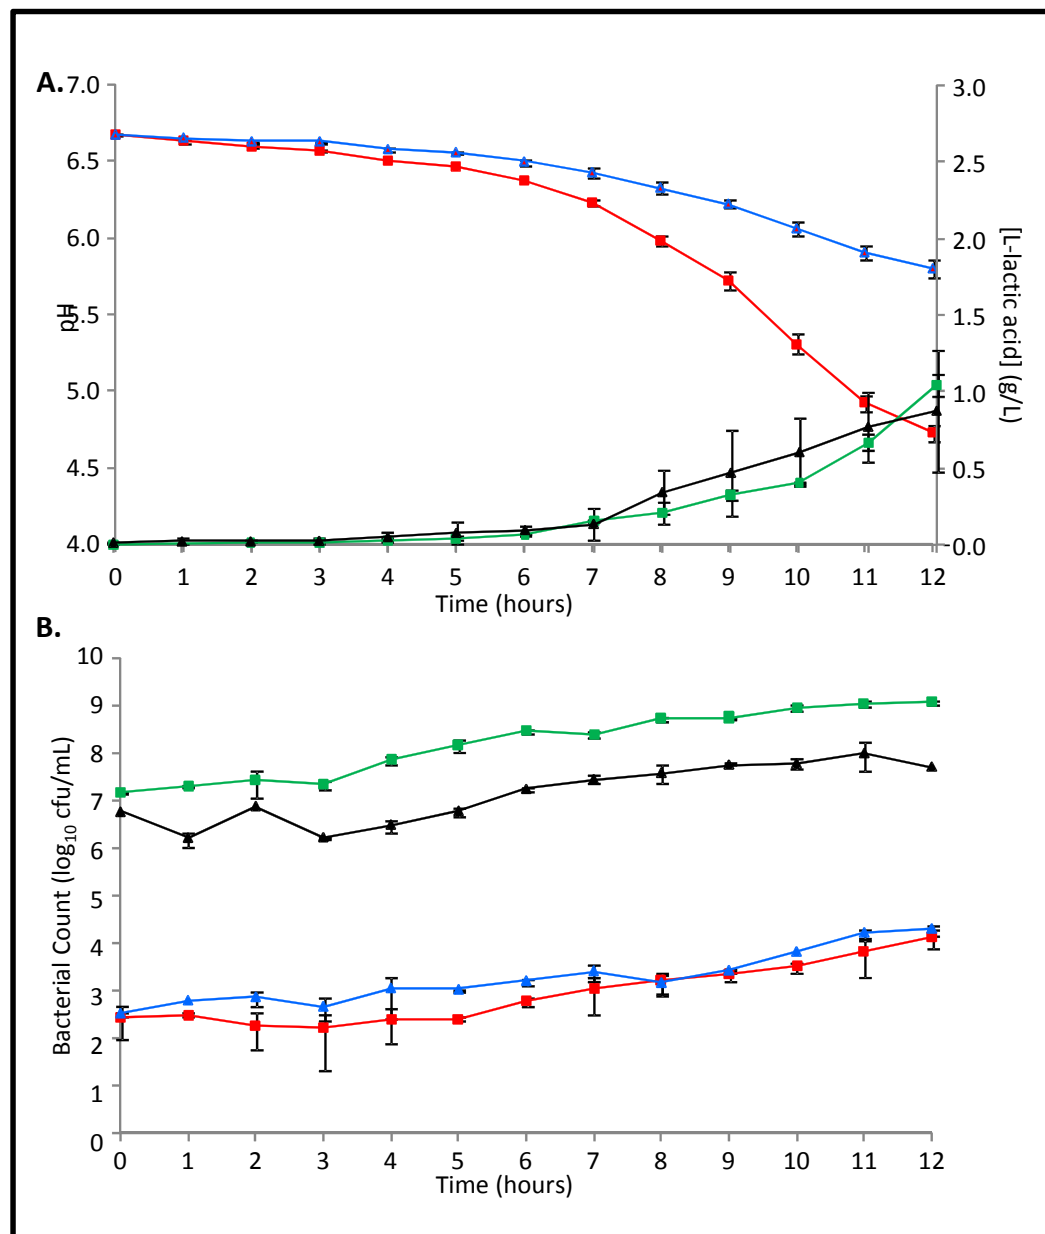 A.
7.0
6.5
6.0
5.5
5.0
4.5
4.0
pH
3.0
2.5
2.0
1.5
1.0
0.5
0.0
[L-lactic acid] (g/L)
0 1 2 3 4 5 6 7 8 9 10 11 12
Time (hours)
B.
10
9
8
7
6
5
4
3
2
1
0
Bacterial Count (log₁₀ cfu/mL)
0 1 2 3 4 5 6 7 8 9 10 11 12
Time (hours)